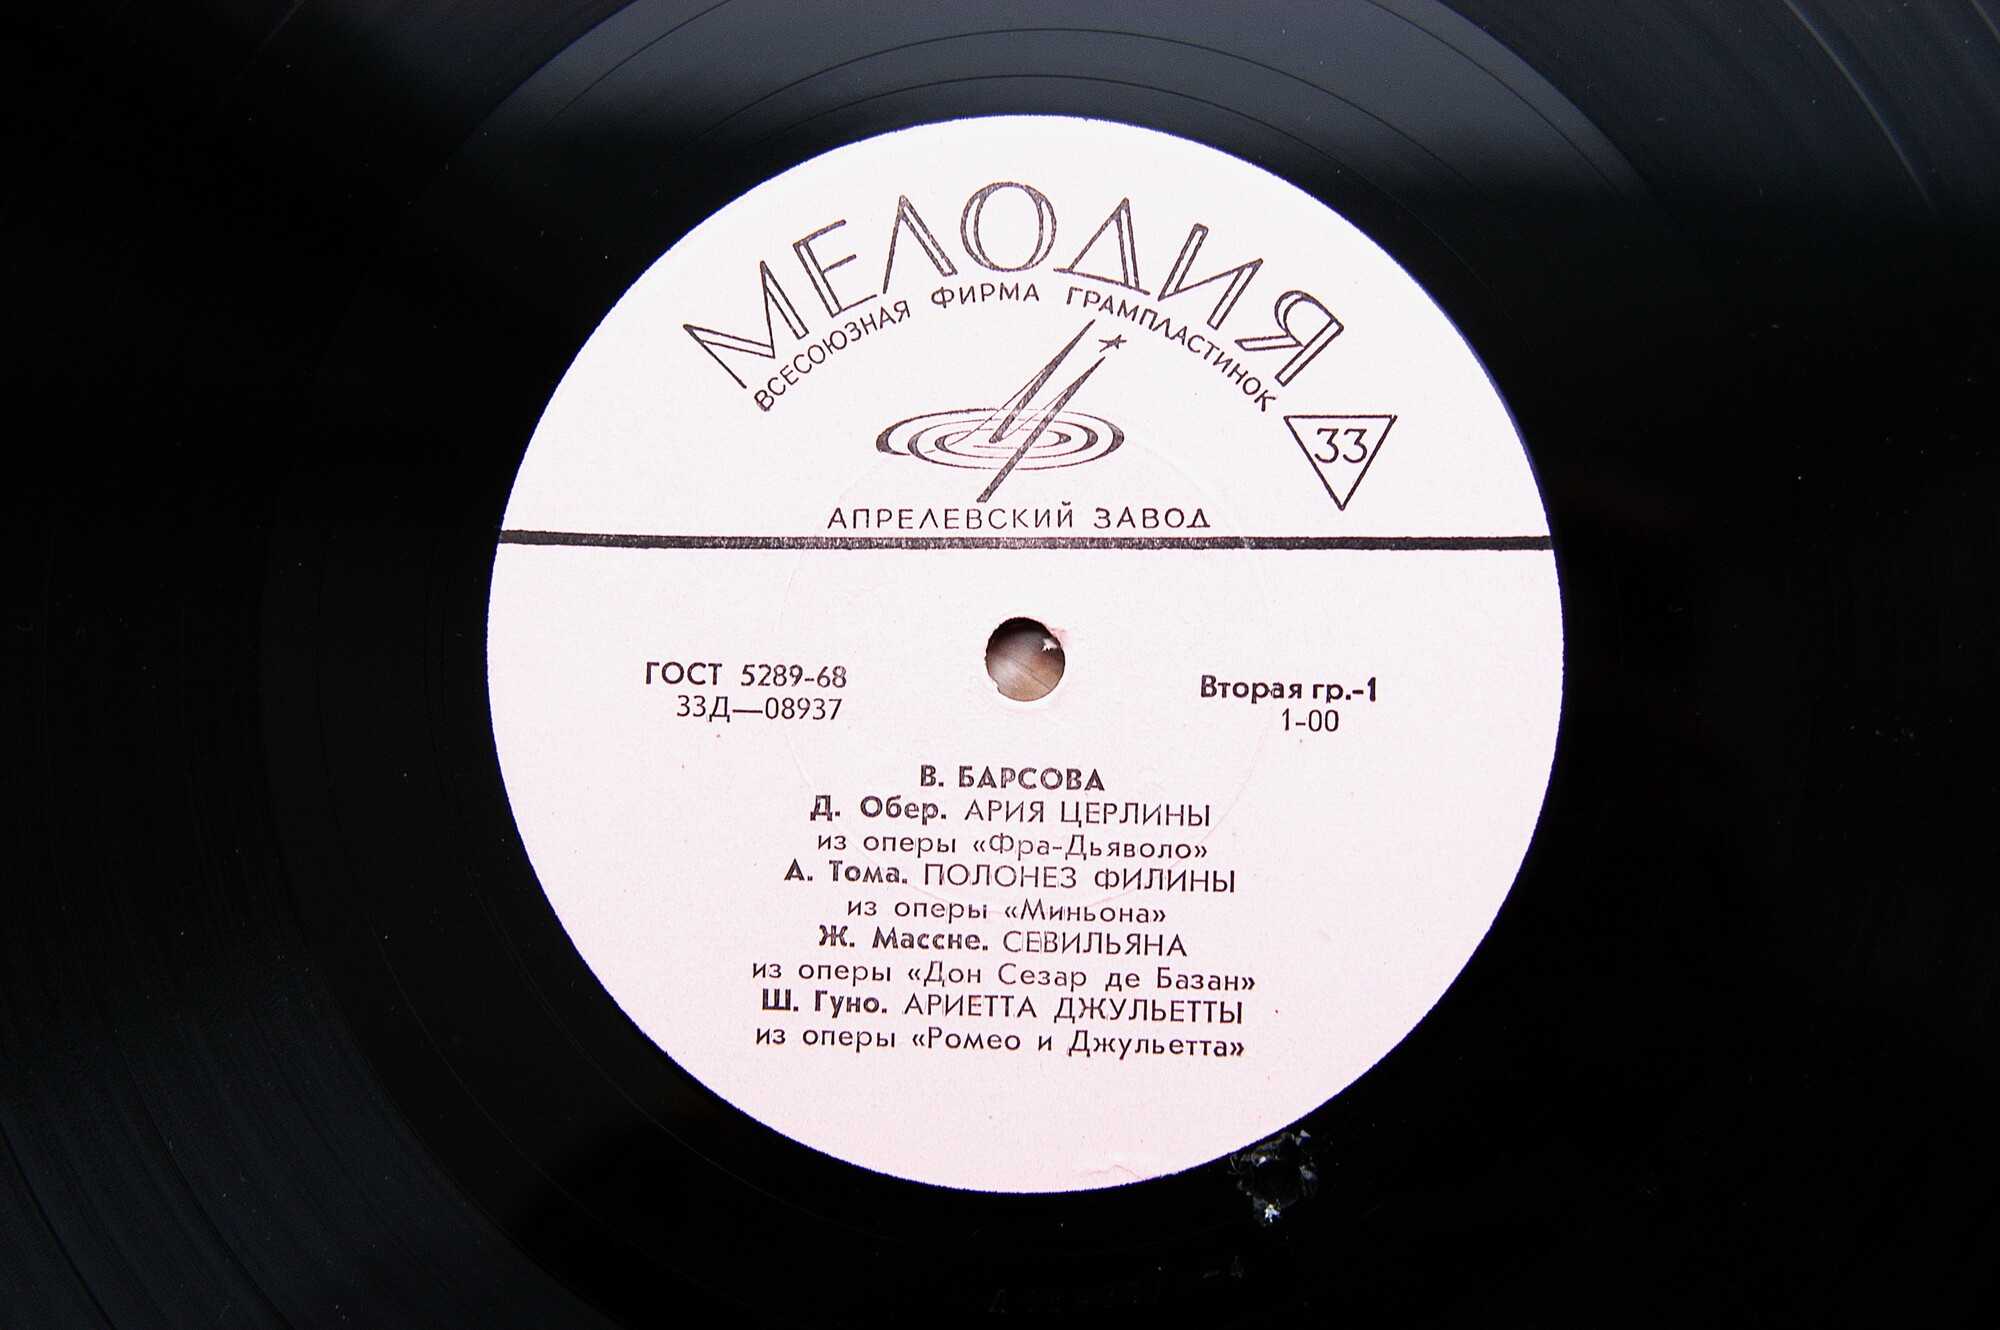 МЕЛОДИЯ
ВСЕСОЮЗНАЯ ФИРМА ГРАМПЛАСТИНОК
33
АПРЕЛЕВСКИЙ ЗАВОД
ГОСТ 5289-68
33Д—08937
Вторая гр.-1
1-00
В. БАРСОВА
Д. Обер. АРИЯ ЦЕРЛИНЫ
из оперы «Фра-Дьяволо»
А. Тома. ПОЛОНЕЗ ФИЛИНЫ
из оперы «Миньона»
Ж. Массне. СЕВИЛЬЯНА
из оперы «Дон Сезар де Базан»
Ш. Гуно. АРИЕТТА ДЖУЛЬЕТТЫ
из оперы «Ромео и Джульетта»